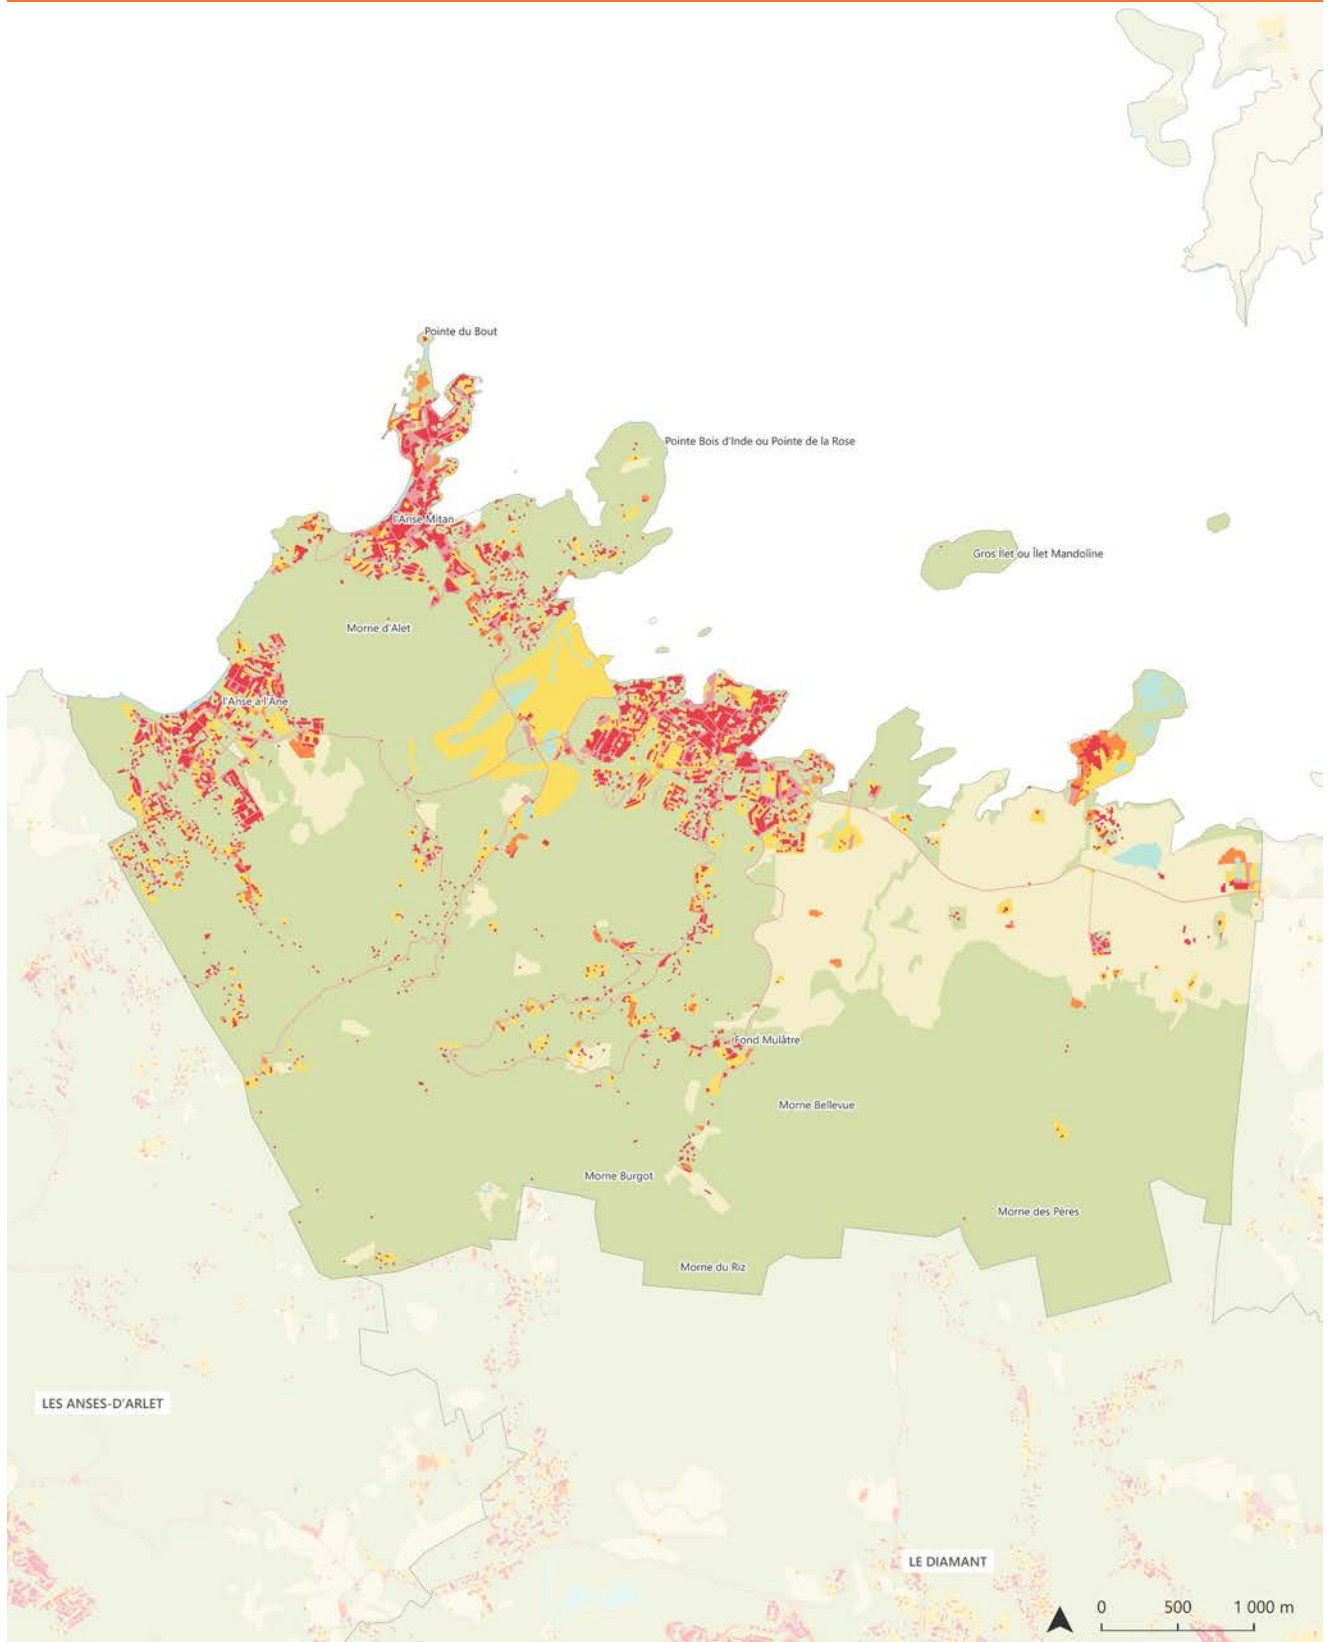 Pointe du Bout
Pointe Bois d'Inde ou Pointe de la Rose
l'Anse Mitan
Gros Îlet ou Îlet Mandoline
Morne d'Alet
l'Anse à l'Âne
Fond Mulâtre
Morne Bellevue
Morne Burgot
Morne des Pères
Morne du Riz
LES ANSES-D'ARLET
LE DIAMANT
0 500 1 000 m